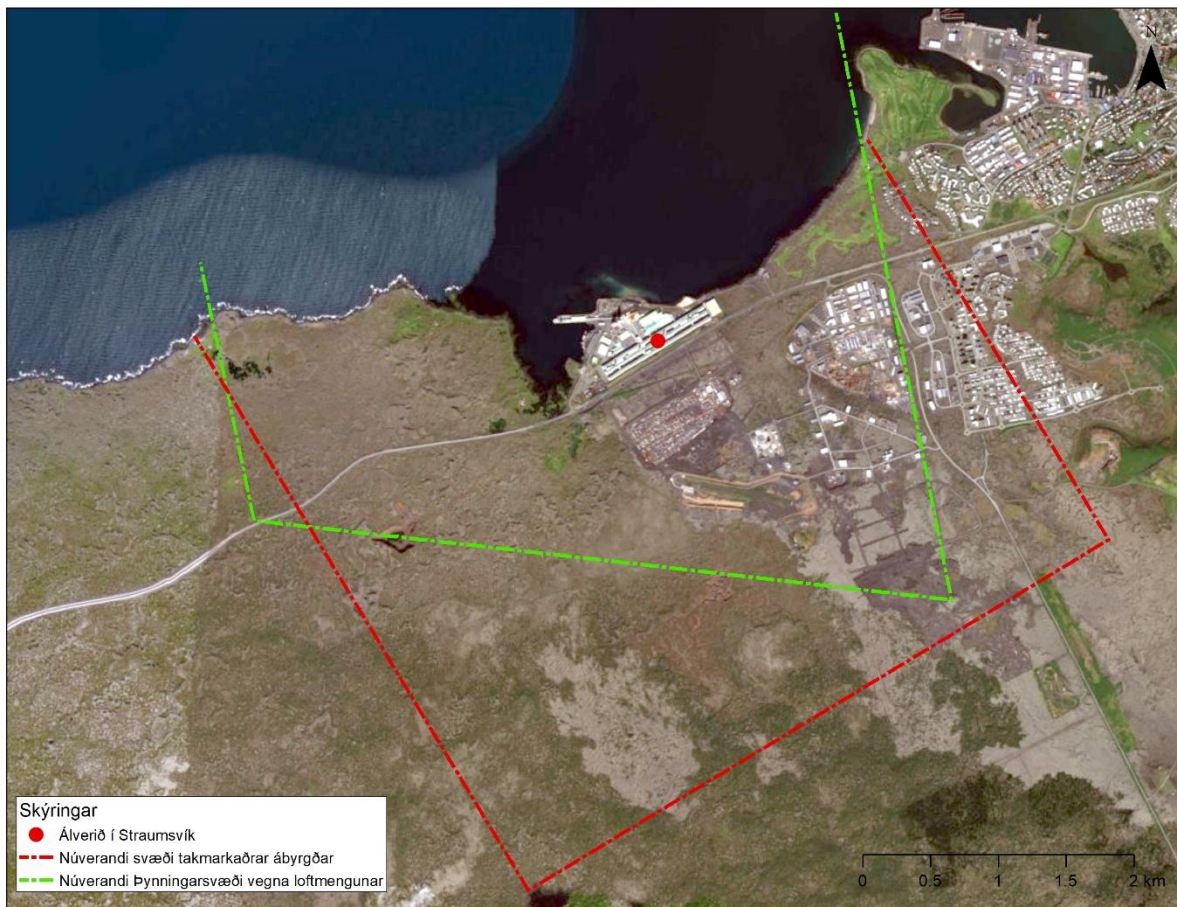 N
Skýringar
Álverið í Straumsvík
Núverandi svæði takmarkaðrar ábyrgðar
Núverandi Þynningarsvæði vegna loftmengunar
0 0.5 1 1.5 2 km